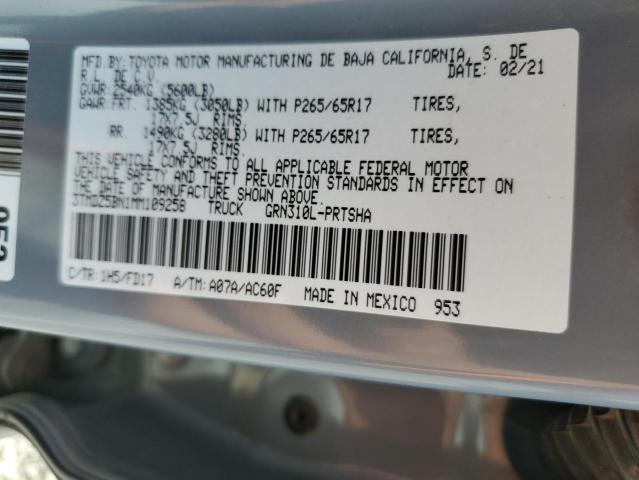 MFD.BY:TOYOTA MOTOR MANUFACTURING DE BAJA CALIFORNIA, S. DE
R.L. DE C.V. DATE: 02/21
GVWR:2540KG(5600LB)
GAWR:FRT. 1385KG(3050LB)WITH P265/65R17 TIRES,
17X7.5J RIMS.
RR. 1490KG(3280LB)WITH P265/65R17 TIRES,
17X7.5J RIMS.
THIS VEHICLE CONFORMS TO ALL APPLICABLE FEDERAL MOTOR
VEHICLE SAFETY AND THEFT PREVENTION STANDARDS IN EFFECT ON
THE DATE OF MANUFACTURE SHOWN ABOVE.
3TMDZ5BN1MM109258 TRUCK GRN310L-PRTSHA
C/TR:1H5/FD17 A/TM:A07A/AC60F MADE IN MEXICO 953